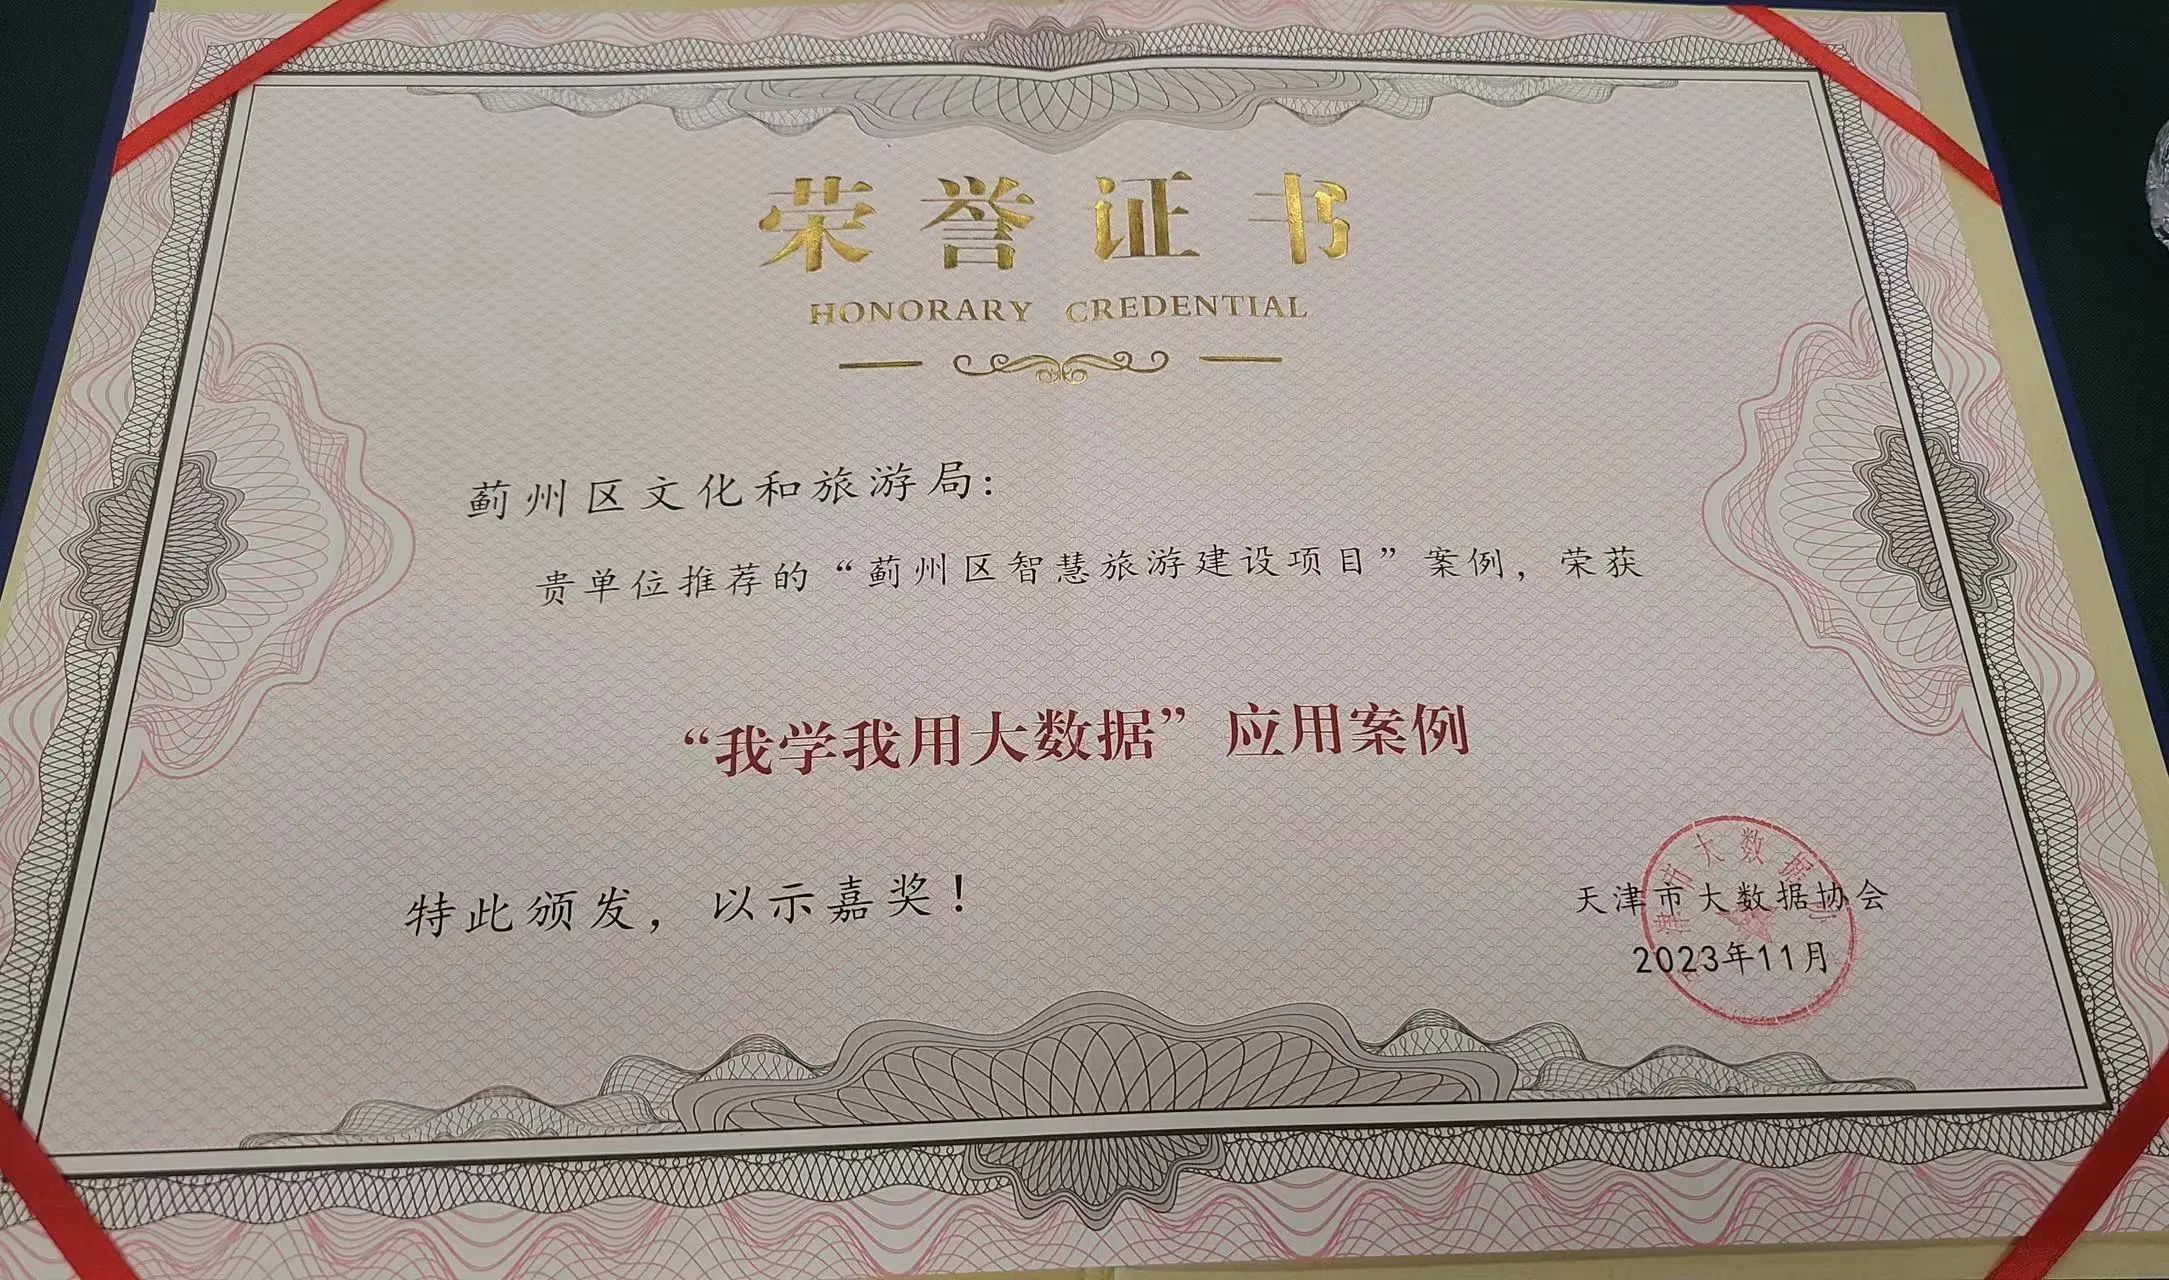 荣誉证书
HONORARY CREDENTIAL
蓟州区文化和旅游局：
贵单位推荐的“蓟州区智慧旅游建设项目”案例，荣获
“我学我用大数据”应用案例
特此颁发，以示嘉奖！
天津市大数据协会
2023年11月